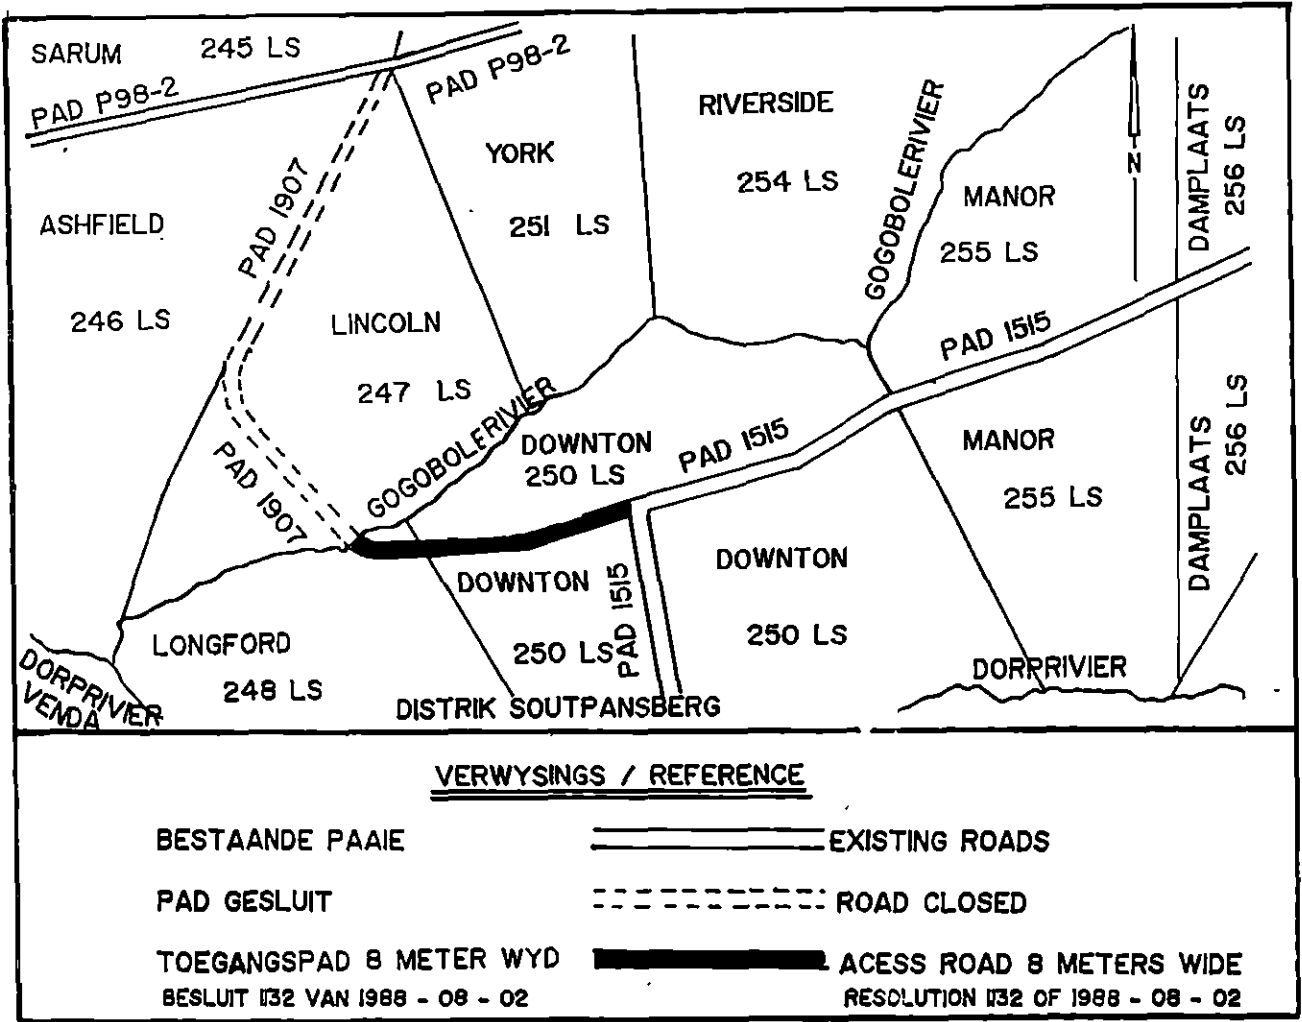 SARUM 245 LS
PAD P98-2
PAD P98-2
YORK
251 LS
RIVERSIDE
254 LS
GOGOBOLERIVIER
MANOR
255 LS
N
DAMPLAATS
256 LS
ASHFIELD
246 LS
PAD 1907
LINCOLN
247 LS
PAD 1907
GOGOBOLERIVIER
DOWNTON
250 LS
PAD 1515
PAD 1515
MANOR
255 LS
DAMPLAATS
256 LS
DOWNTON
250 LS
PAD 1515
DOWNTON
250 LS
LONGFORD
248 LS
DORPRIVIER
VENDA
DORPRIVIER
DISTRIK SOUTPANSBERG
VERWYSINGS / REFERENCE
BESTAANDE PAAIE EXISTING ROADS
PAD GESLUIT ROAD CLOSED
TOEGANGSPAD 8 METER WYD ACESS ROAD 8 METERS WIDE
BESLUIT 1132 VAN 1988 - 08 - 02 RESOLUTION 1132 OF 1988 - 08 - 02